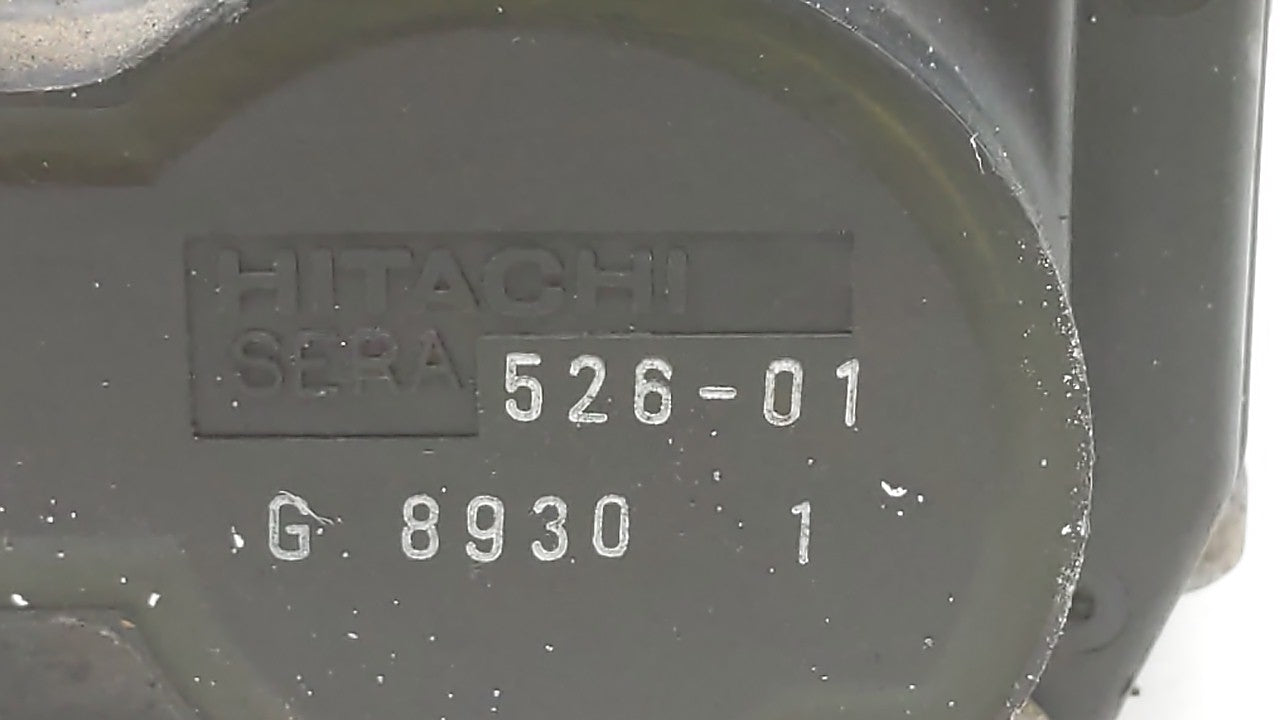 HITACHI
SERA 526-01
G 8930 1